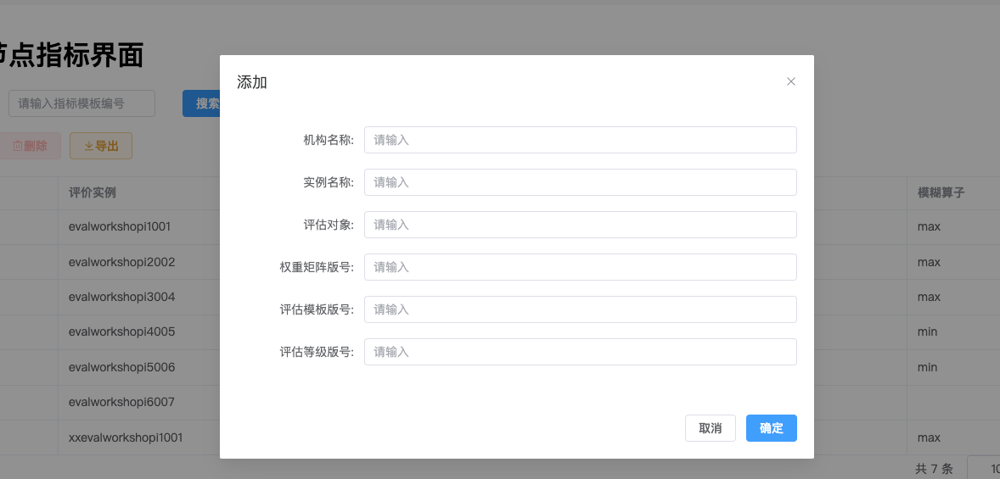 节点指标界面
请输入指标模板编号
搜索
删除
导出
评价实例
模糊算子
evalworkshopi1001
max
evalworkshopi2002
max
evalworkshopi3004
max
evalworkshopi4005
min
evalworkshopi5006
min
evalworkshopi6007
xxevalworkshopi1001
max
共 7 条
10
添加
机构名称:
请输入
实例名称:
请输入
评估对象:
请输入
权重矩阵版号:
请输入
评估模板版号:
请输入
评估等级版号:
请输入
取消
确定